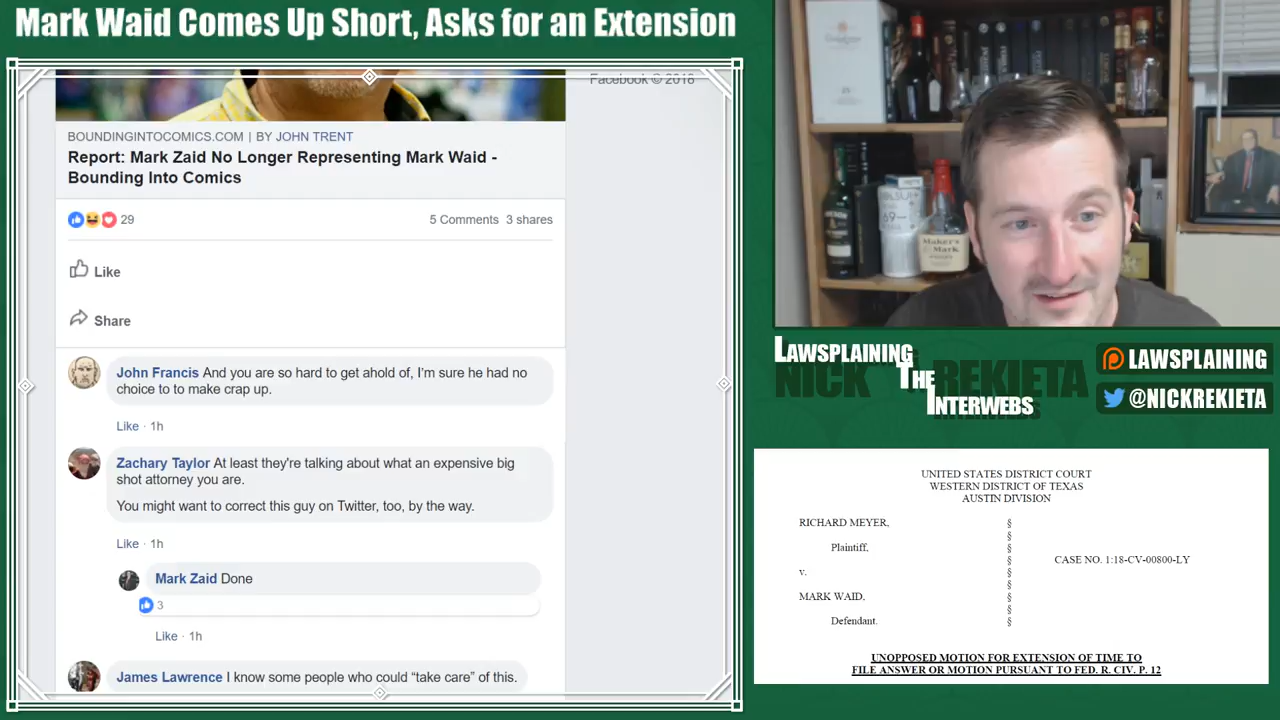 Mark Waid Comes Up Short, Asks for an Extension
Facebook © 2018
BOUNDINGINTOCOMICS.COM | BY JOHN TRENT
Report: Mark Zaid No Longer Representing Mark Waid -
Bounding Into Comics
29
5 Comments 3 shares
Like
Share
John Francis And you are so hard to get ahold of, I'm sure he had no
choice to to make crap up.
Like · 1h
Zachary Taylor At least they're talking about what an expensive big
shot attorney you are.
You might want to correct this guy on Twitter, too, by the way.
Like · 1h
Mark Zaid Done
3
Like · 1h
James Lawrence I know some people who could “take care” of this.
69
Maker's
Mark
LAWSPLAINING
THE
INTERWEBS
NICK REKIETA
LAWSPLAINING
@NICKREKIETA
UNITED STATES DISTRICT COURT
WESTERN DISTRICT OF TEXAS
AUSTIN DIVISION
RICHARD MEYER,
Plaintiff,
v.
MARK WAID,
Defendant.
§
§
§
§
§
§
§
§
§
CASE NO. 1:18-CV-00800-LY
UNOPPOSED MOTION FOR EXTENSION OF TIME TO
FILE ANSWER OR MOTION PURSUANT TO FED. R. CIV. P. 12